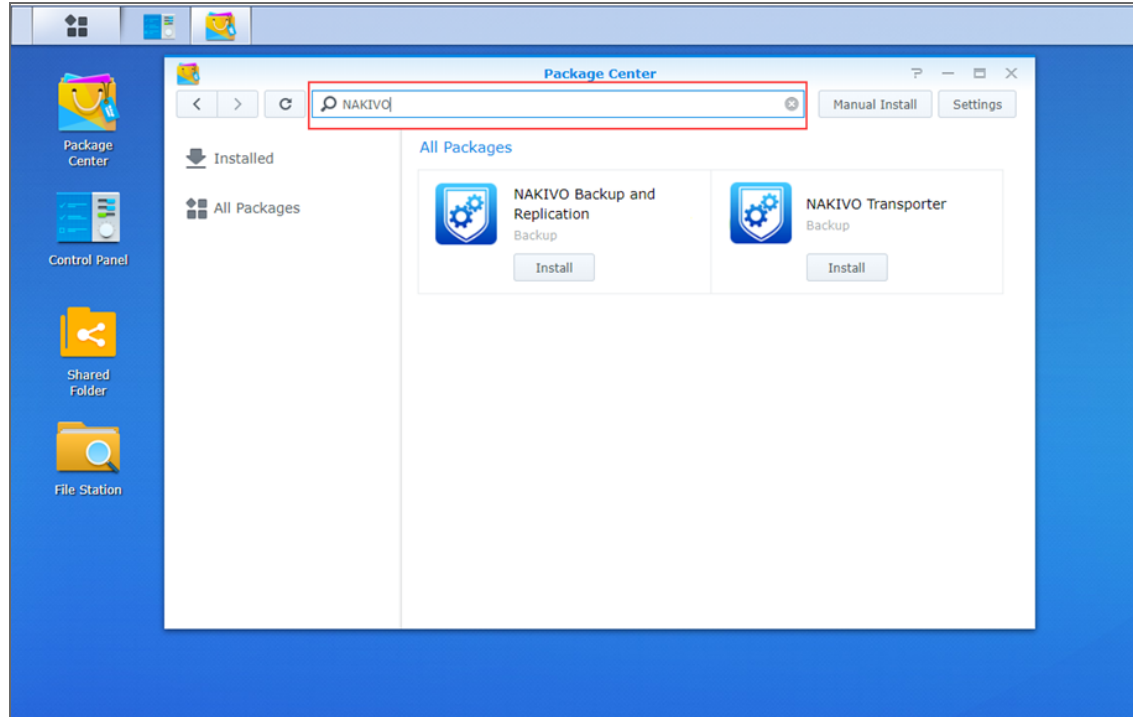 Package Center
NAKIVO
Manual Install
Settings
Package
Center
Control Panel
Shared
Folder
File Station
Installed
All Packages
All Packages
NAKIVO Backup and
Replication
Backup
Install
NAKIVO Transporter
Backup
Install